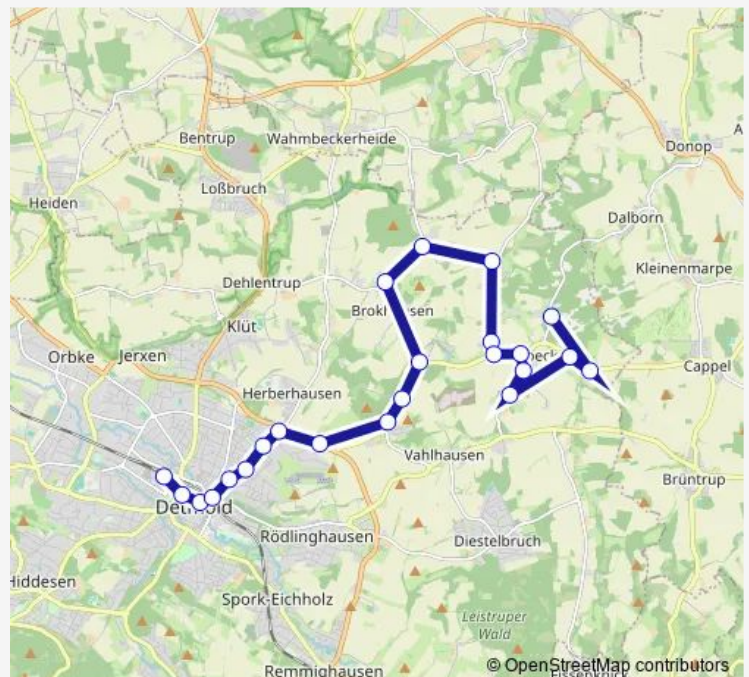 Bentrup
Wahmbeckerheide
Donop
A
Loßbruch
Heiden
Dalborn
Kleinenmarpe
Dehlentrup
Klüt
Orbke
Jerxen
Cappel
Herberhausen
Vahlhausen
Brüntrup
Rödlinghausen
Diestelbruch
Hiddesen
Spork-Eichholz
Leistruper
Wald
Remmighausen
© OpenStreetMap contributors